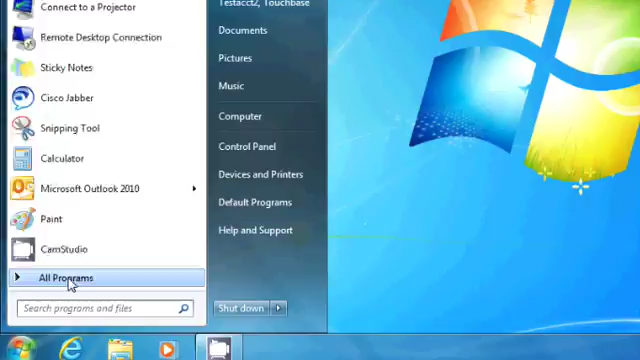 Connect to a Projector
Remote Desktop Connection
Sticky Notes
Cisco Jabber
Snipping Tool
Calculator
Microsoft Outlook 2010
Paint
CamStudio
All Programs
Search programs and files
Testacct2, Touchbase
Documents
Pictures
Music
Computer
Control Panel
Devices and Printers
Default Programs
Help and Support
Shut down